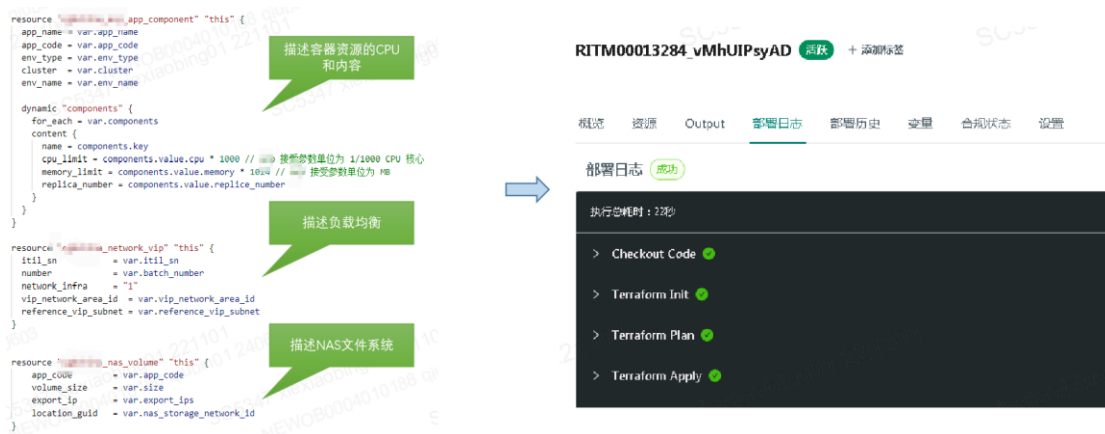 resource "app_component" "this" {
app_name = var.app_name
app_code = var.app_code
env_type = var.env_type
cluster = var.cluster
env_name = var.env_name
dynamic "components" {
for_each = var.components
content {
name = components.key
cpu_limit = components.value.cpu * 1000 // 接受参数单位为 1/1000 CPU 核心
memory_limit = components.value.memory * 1024 // 接受参数单位为 MB
replica_number = components.value.replice_number
}
}
}
描述容器资源的CPU
和内容
resource "_network_vip" "this" {
itil_sn = var.itil_sn
number = var.batch_number
network_infra = "1"
vip_network_area_id = var.vip_network_area_id
reference_vip_subnet = var.reference_vip_subnet
}
描述负载均衡
resource "_nas_volume" "this" {
app_code = var.app_code
volume_size = var.size
export_ip = var.export_ips
location_guid = var.nas_storage_network_id
}
描述NAS文件系统
RITM00013284_vMhUIPsyAD 活跃 + 添加标签
概览 资源 Output 部署日志 部署历史 变量 合规状态 设置
部署日志 成功
执行总耗时：22秒
> Checkout Code
> Terraform Init
> Terraform Plan
> Terraform Apply